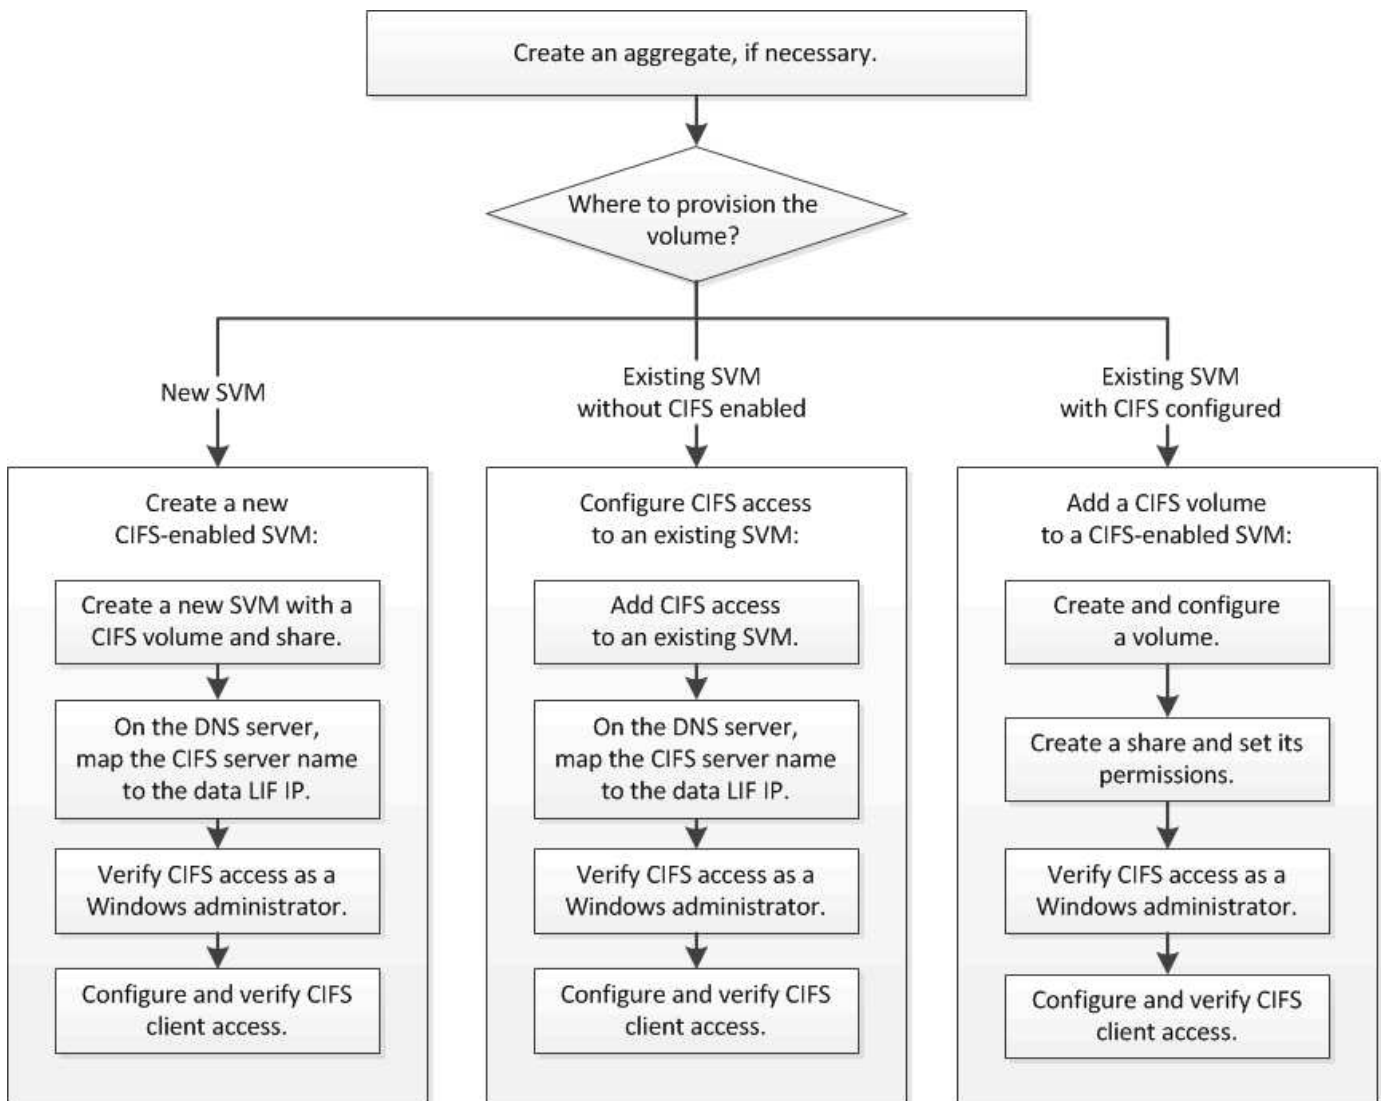 Create an aggregate, if necessary.
Where to provision the
volume?
New SVM
Existing SVM
without CIFS enabled
Existing SVM
with CIFS configured
Create a new
CIFS-enabled SVM:
Create a new SVM with a
CIFS volume and share.
On the DNS server,
map the CIFS server name
to the data LIF IP.
Verify CIFS access as a
Windows administrator.
Configure and verify CIFS
client access.
Configure CIFS access
to an existing SVM:
Add CIFS access
to an existing SVM.
On the DNS server,
map the CIFS server name
to the data LIF IP.
Verify CIFS access as a
Windows administrator.
Configure and verify CIFS
client access.
Add a CIFS volume
to a CIFS-enabled SVM:
Create and configure
a volume.
Create a share and set its
permissions.
Verify CIFS access as a
Windows administrator.
Configure and verify CIFS
client access.